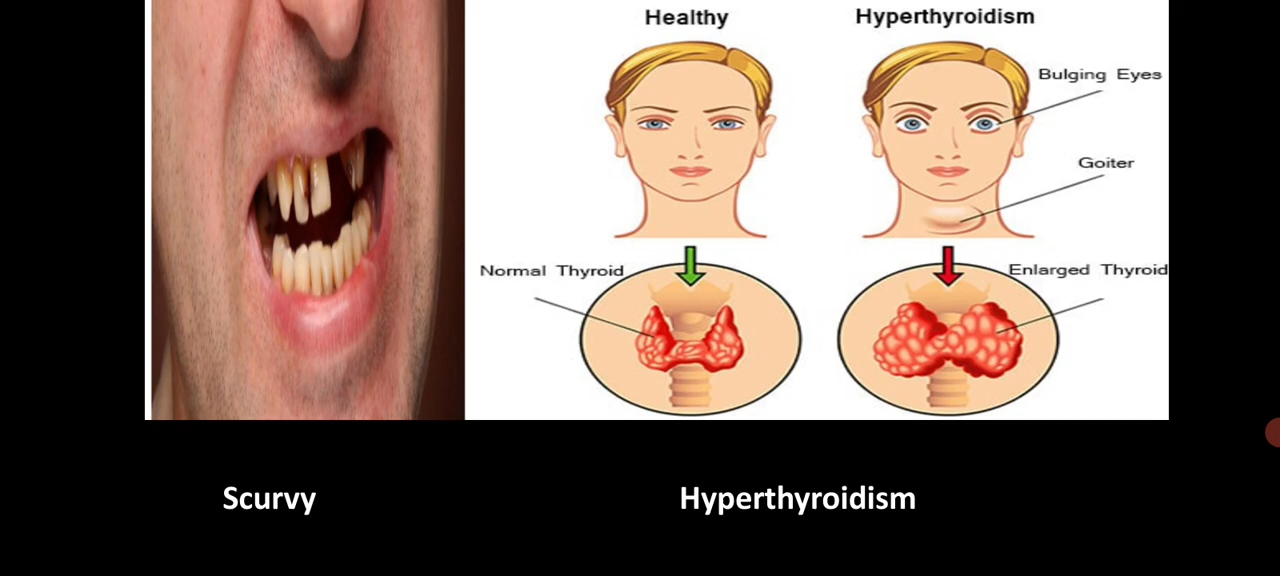 Healthy
Hyperthyroidism
Bulging Eyes
Goiter
Normal Thyroid
Enlarged Thyroid
Scurvy
Hyperthyroidism